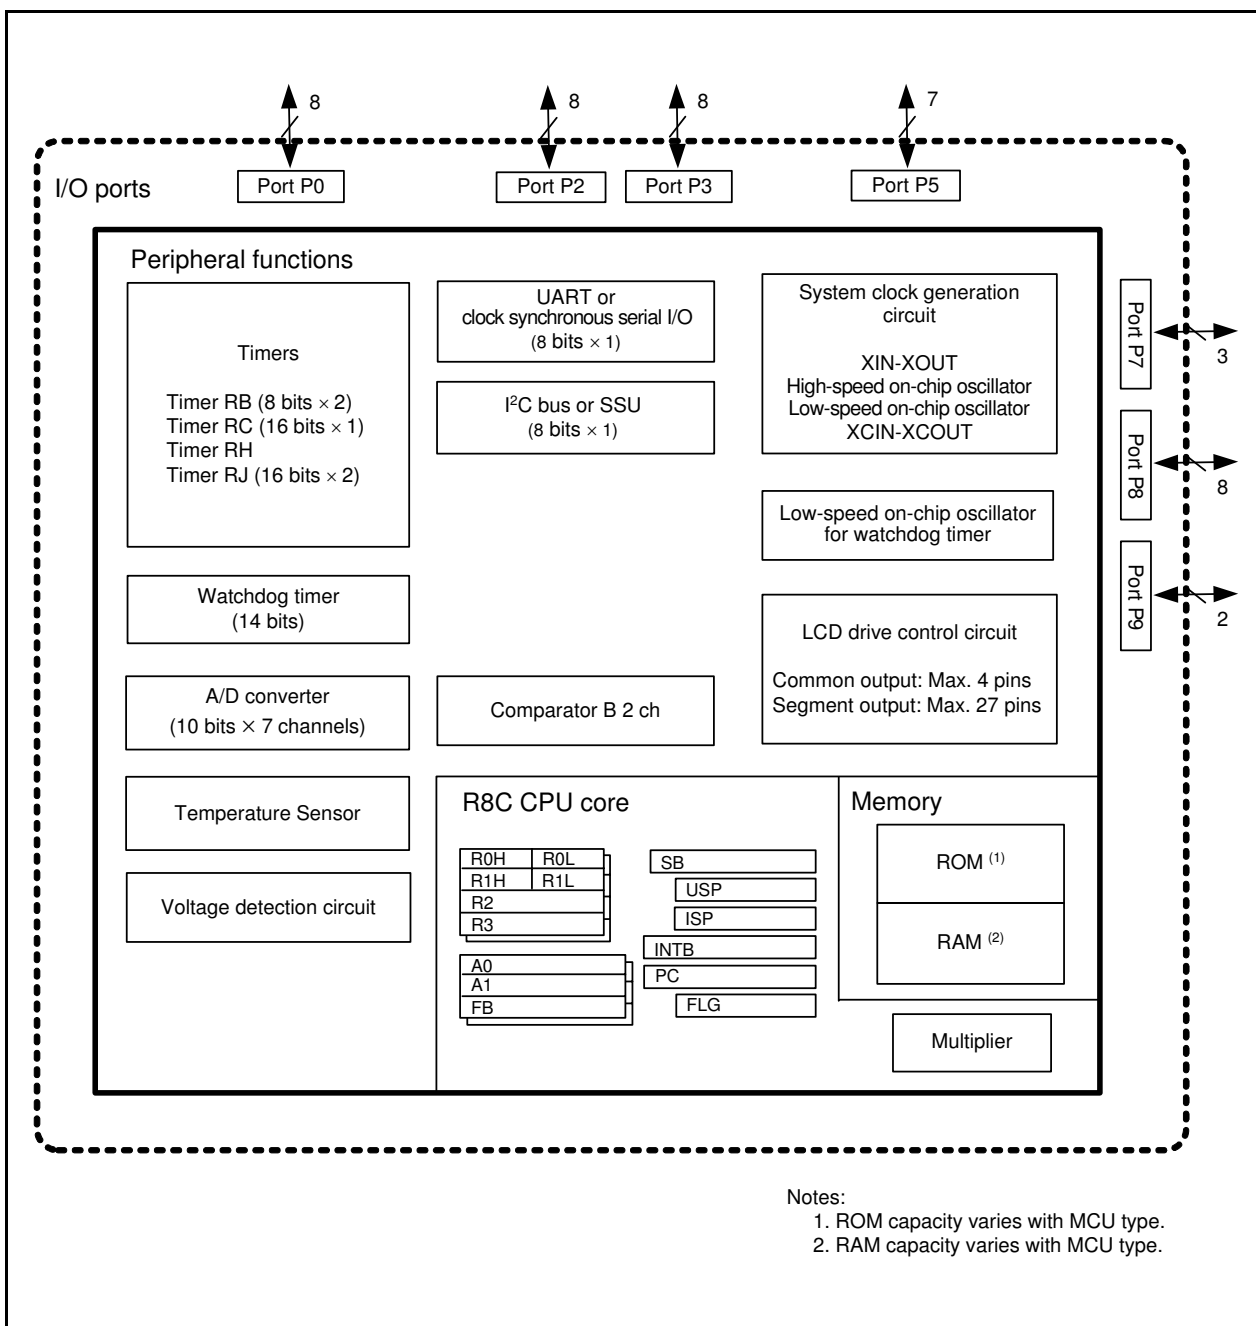 8
8
8
7
I/O ports
Port P0
Port P2
Port P3
Port P5
Peripheral functions
Timers
Timer RB (8 bits × 2)
Timer RC (16 bits × 1)
Timer RH
Timer RJ (16 bits × 2)
UART or
clock synchronous serial I/O
(8 bits × 1)
I²C bus or SSU
(8 bits × 1)
System clock generation
circuit
XIN-XOUT
High-speed on-chip oscillator
Low-speed on-chip oscillator
XCIN-XCOUT
Port P7
3
Port P8
8
Port P9
2
Low-speed on-chip oscillator
for watchdog timer
Watchdog timer
(14 bits)
LCD drive control circuit
Common output: Max. 4 pins
Segment output: Max. 27 pins
A/D converter
(10 bits × 7 channels)
Comparator B 2 ch
Temperature Sensor
Voltage detection circuit
R8C CPU core
R0H
R0L
R1H
R1L
R2
R3
A0
A1
FB
SB
USP
ISP
INTB
PC
FLG
Memory
ROM (1)
RAM (2)
Multiplier
Notes:
1. ROM capacity varies with MCU type.
2. RAM capacity varies with MCU type.